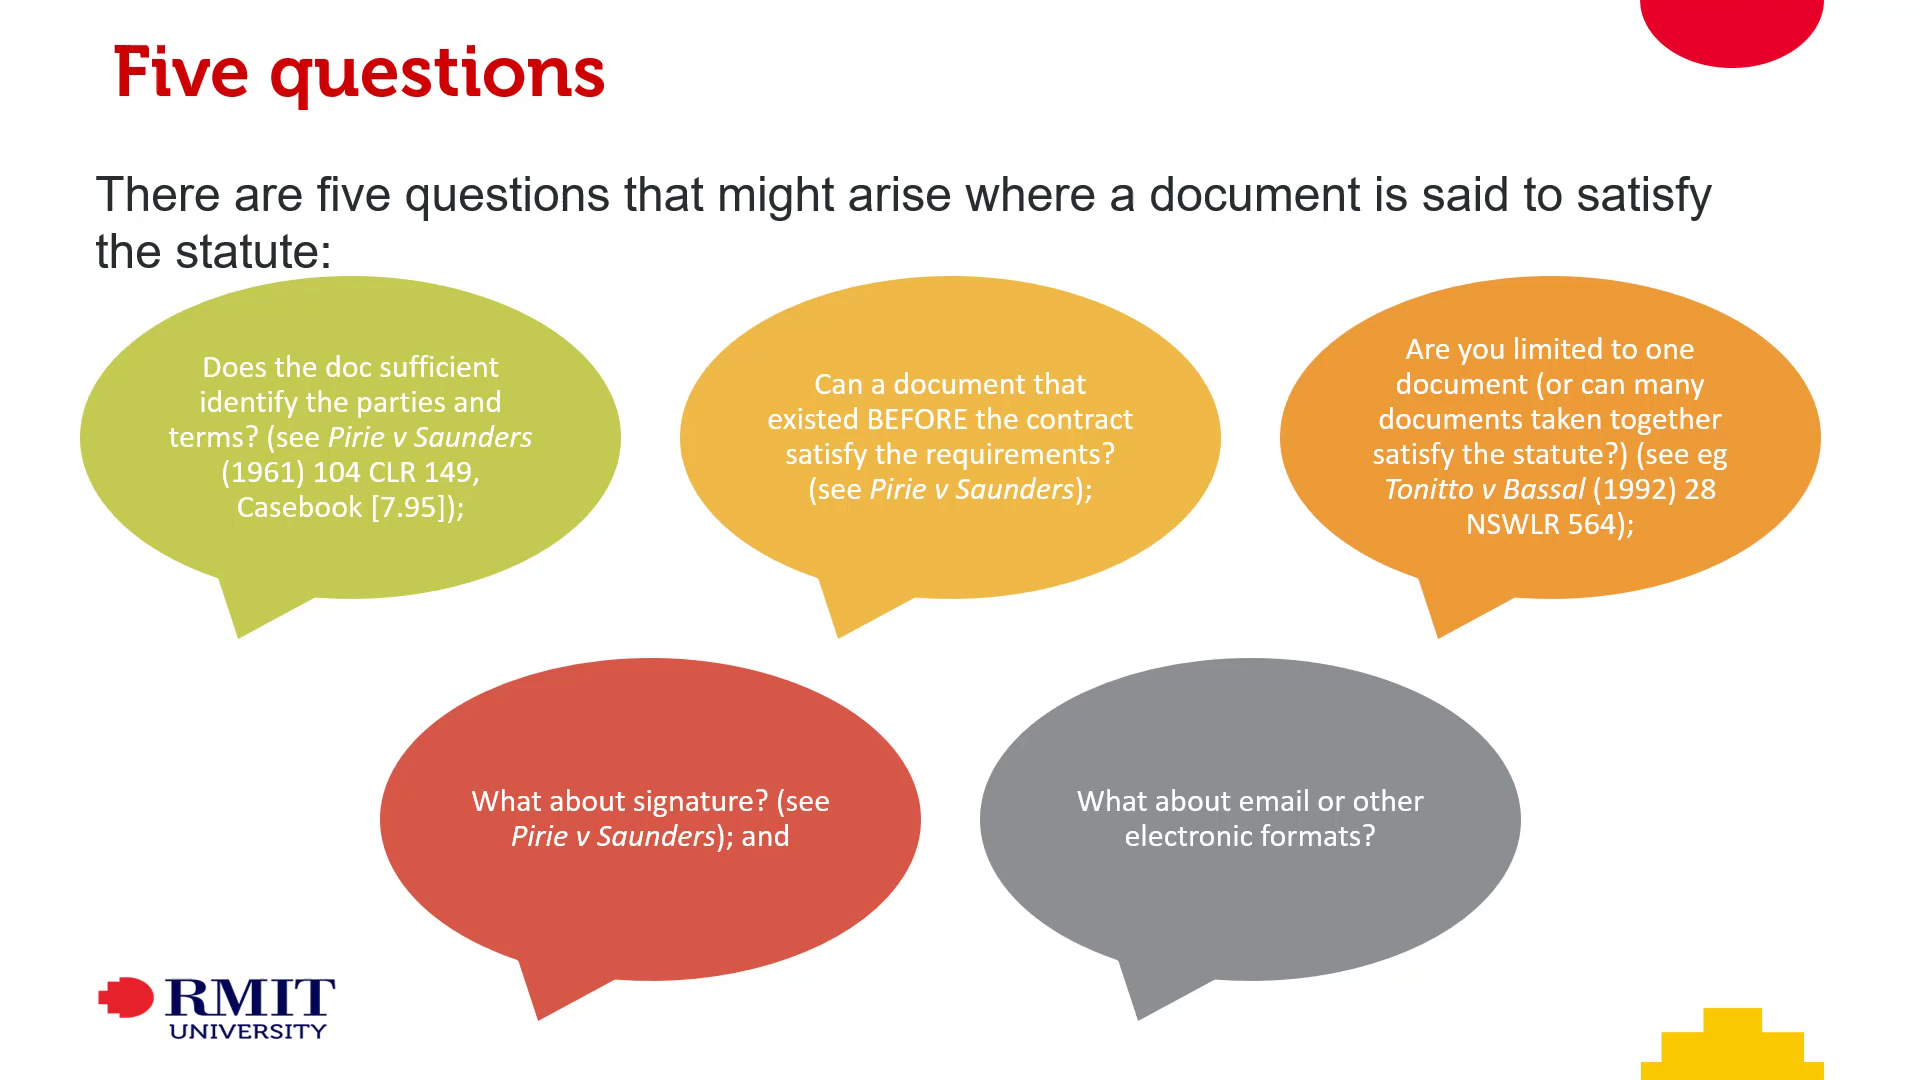 Five questions
There are five questions that might arise where a document is said to satisfy
the statute:
Does the doc sufficient
identify the parties and
terms? (see Pirie v Saunders
(1961) 104 CLR 149,
Casebook [7.95]);
Can a document that
existed BEFORE the contract
satisfy the requirements?
(see Pirie v Saunders);
Are you limited to one
document (or can many
documents taken together
satisfy the statute?) (see eg
Tonitto v Bassal (1992) 28
NSWLR 564);
What about signature? (see
Pirie v Saunders); and
What about email or other
electronic formats?
RMIT
UNIVERSITY